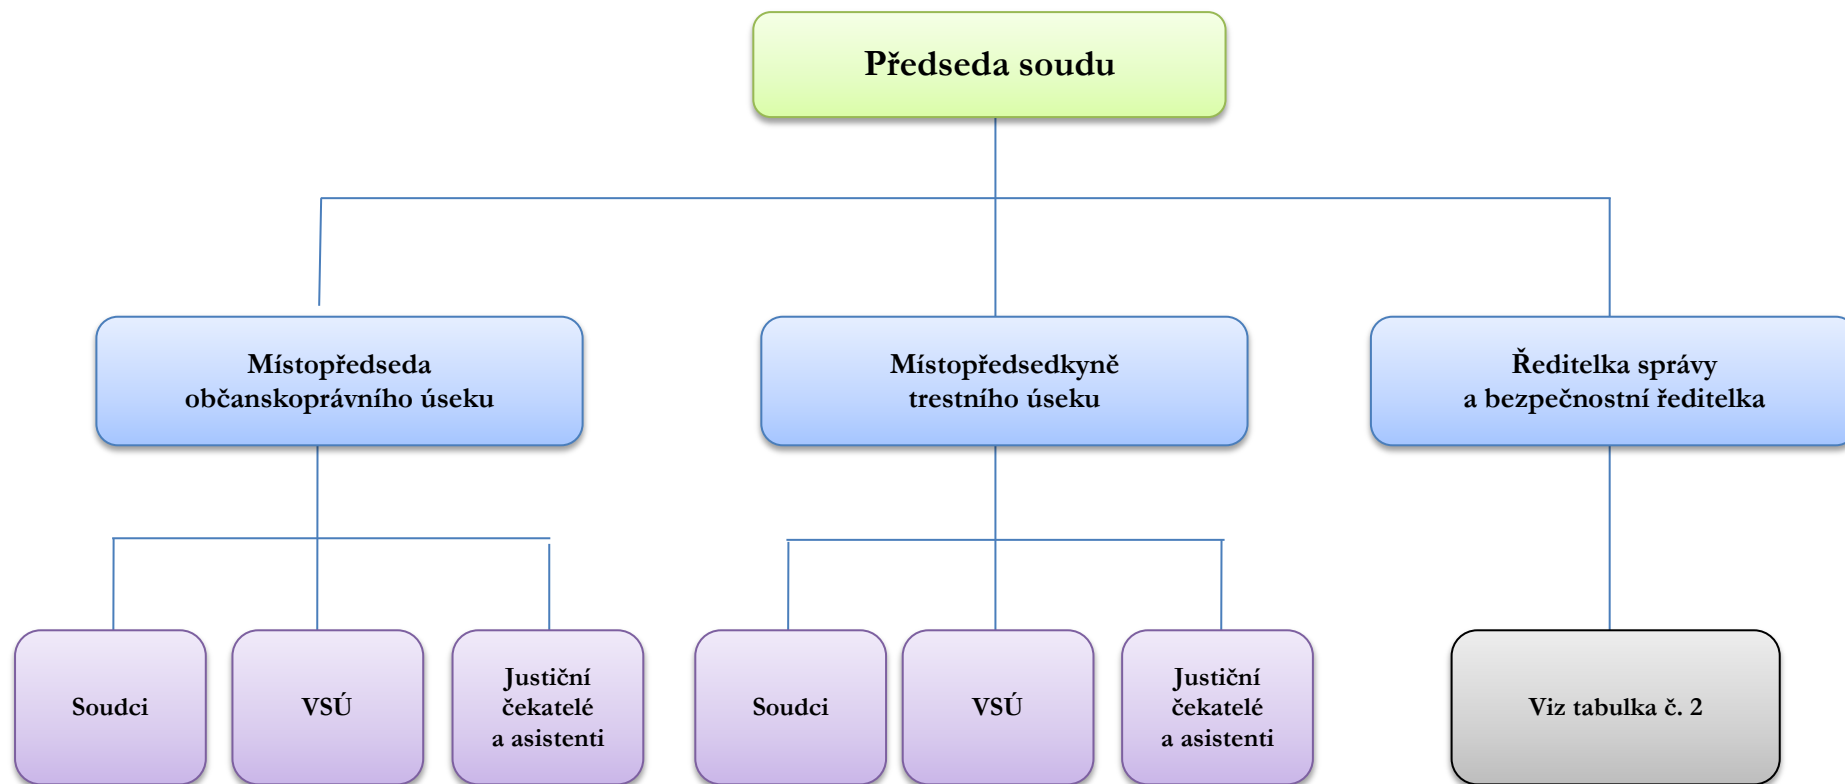 Předseda soudu
Místopředseda
občanskoprávního úseku
Místopředsedkyně
trestního úseku
Ředitelka správy
a bezpečnostní ředitelka
Soudci
VSÚ
Justiční
čekatelé
a asistenti
Soudci
VSÚ
Justiční
čekatelé
a asistenti
Viz tabulka č. 2